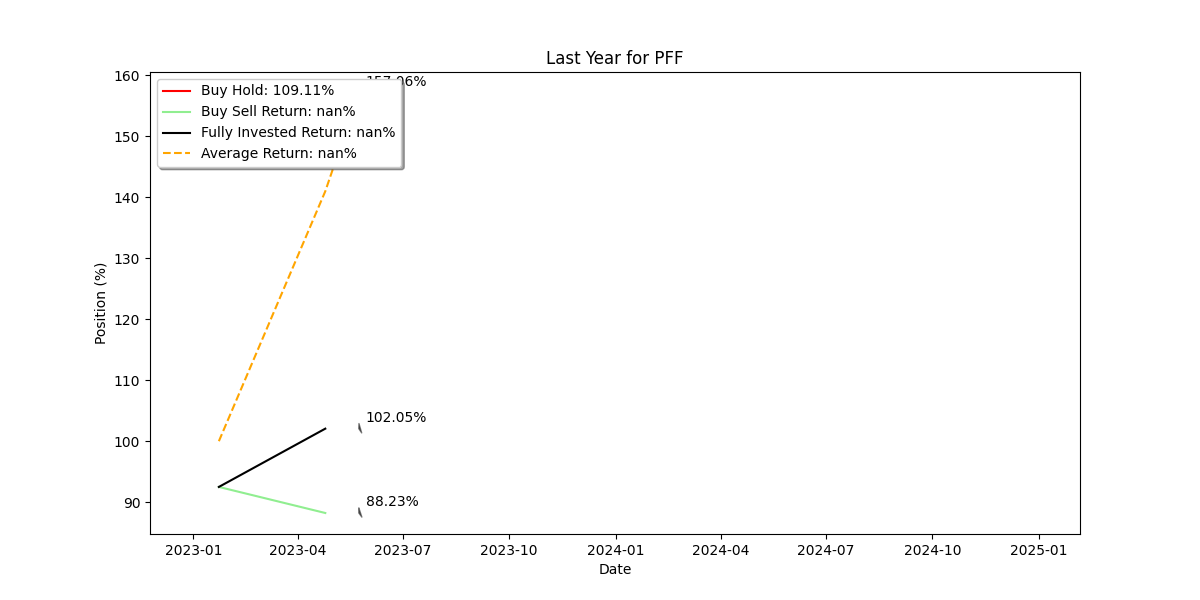 Last Year for PFF
160
150
140
130
120
110
100
90
Position (%)
Buy Hold: 109.11%
Buy Sell Return: nan%
Fully Invested Return: nan%
Average Return: nan%
102.05%
88.23%
2023-01 2023-04 2023-07 2023-10 2024-01 2024-04 2024-07 2024-10 2025-01
Date